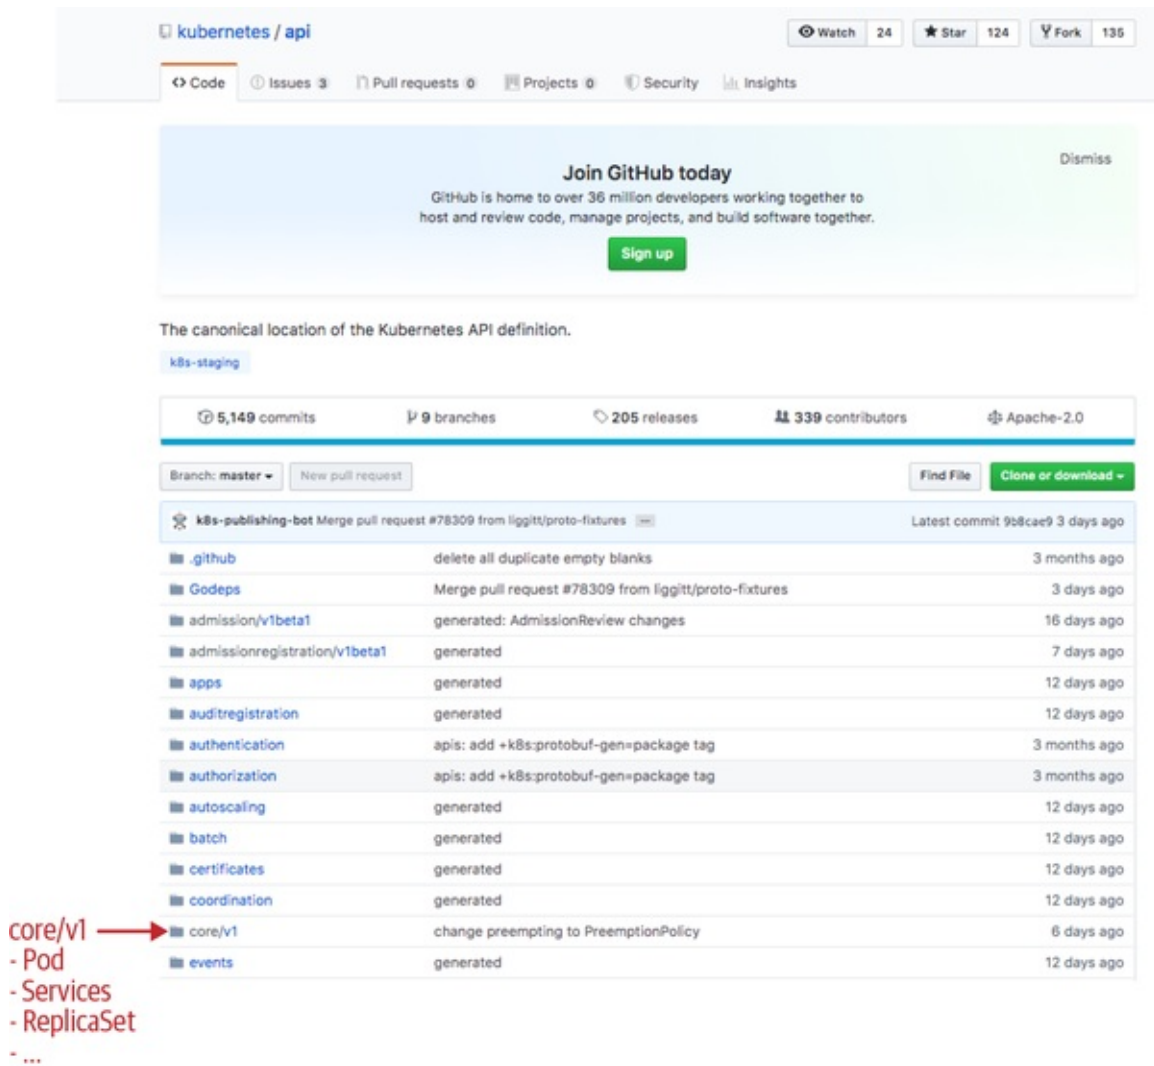 kubernetes / api
Watch 24 Star 124 Fork 135
Code Issues 3 Pull requests 0 Projects 0 Security Insights
Dismiss
Join GitHub today
GitHub is home to over 36 million developers working together to
host and review code, manage projects, and build software together.
Sign up
The canonical location of the Kubernetes API definition.
k8s-staging
5,149 commits 9 branches 205 releases 339 contributors Apache-2.0
Branch: master New pull request Find File Clone or download
k8s-publishing-bot Merge pull request #78309 from liggitt/proto-fixtures ... Latest commit 9b8cae9 3 days ago
.github delete all duplicate empty blanks 3 months ago
Godeps Merge pull request #78309 from liggitt/proto-fixtures 3 days ago
admission/v1beta1 generated: AdmissionReview changes 16 days ago
admissionregistration/v1beta1 generated 7 days ago
apps generated 12 days ago
auditregistration generated 12 days ago
authentication apis: add +k8s:protobuf-gen=package tag 3 months ago
authorization apis: add +k8s:protobuf-gen=package tag 3 months ago
autoscaling generated 12 days ago
batch generated 12 days ago
certificates generated 12 days ago
coordination generated 12 days ago
core/v1 change preempting to PreemptionPolicy 6 days ago
events generated 12 days ago
core/v1
- Pod
- Services
- ReplicaSet
- ...